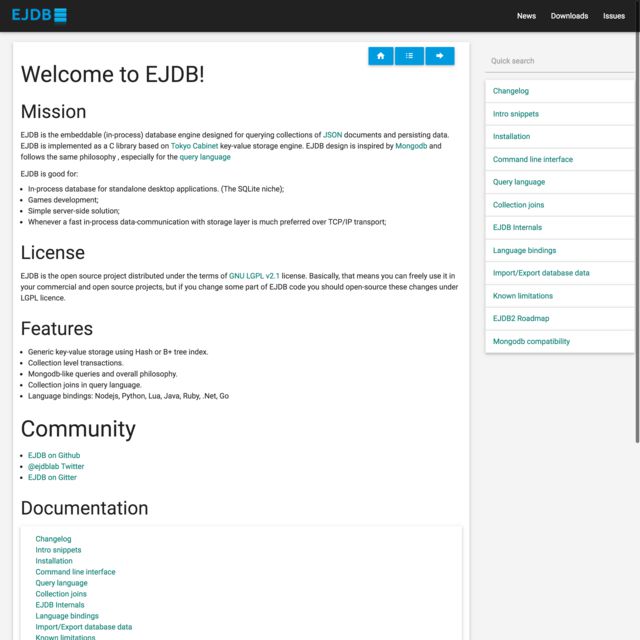 EJDB
News Downloads Issues
Welcome to EJDB!
Mission
EJDB is the embeddable (in-process) database engine designed for querying collections of JSON documents and persisting data.
EJDB is implemented as a C library based on Tokyo Cabinet key-value storage engine. EJDB design is inspired by Mongodb and
follows the same philosophy , especially for the query language
EJDB is good for:
In-process database for standalone desktop applications. (The SQLite niche);
Games development;
Simple server-side solution;
Whenever a fast in-process data-communication with storage layer is much preferred over TCP/IP transport;
License
EJDB is the open source project distributed under the terms of GNU LGPL v2.1 license. Basically, that means you can freely use it in
your commercial and open source projects, but if you change some part of EJDB code you should open-source these changes under
LGPL licence.
Features
Generic key-value storage using Hash or B+ tree index.
Collection level transactions.
Mongodb-like queries and overall philosophy.
Collection joins in query language.
Language bindings: Nodejs, Python, Lua, Java, Ruby, .Net, Go
Community
EJDB on Github
@ejdblab Twitter
EJDB on Gitter
Documentation
Changelog
Intro snippets
Installation
Command line interface
Query language
Collection joins
EJDB Internals
Language bindings
Import/Export database data
Known limitations
Quick search
Changelog
Intro snippets
Installation
Command line interface
Query language
Collection joins
EJDB Internals
Language bindings
Import/Export database data
Known limitations
EJDB2 Roadmap
Mongodb compatibility